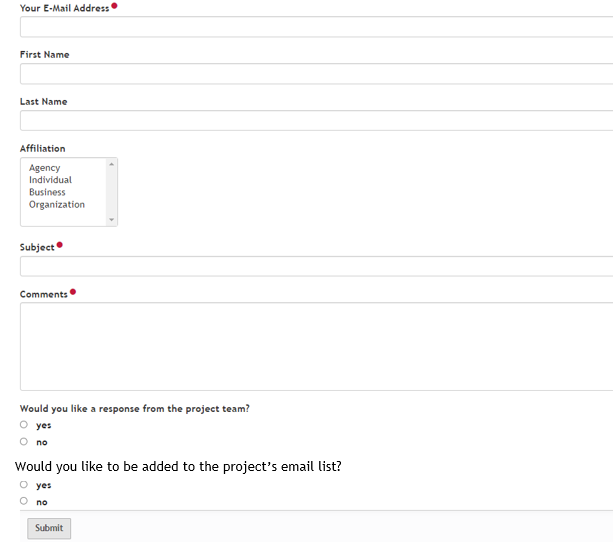 Your E-Mail Address
First Name
Last Name
Affiliation
Agency
Individual
Business
Organization
Subject
Comments
Would you like a response from the project team?
yes
no
Would you like to be added to the project’s email list?
yes
no
Submit